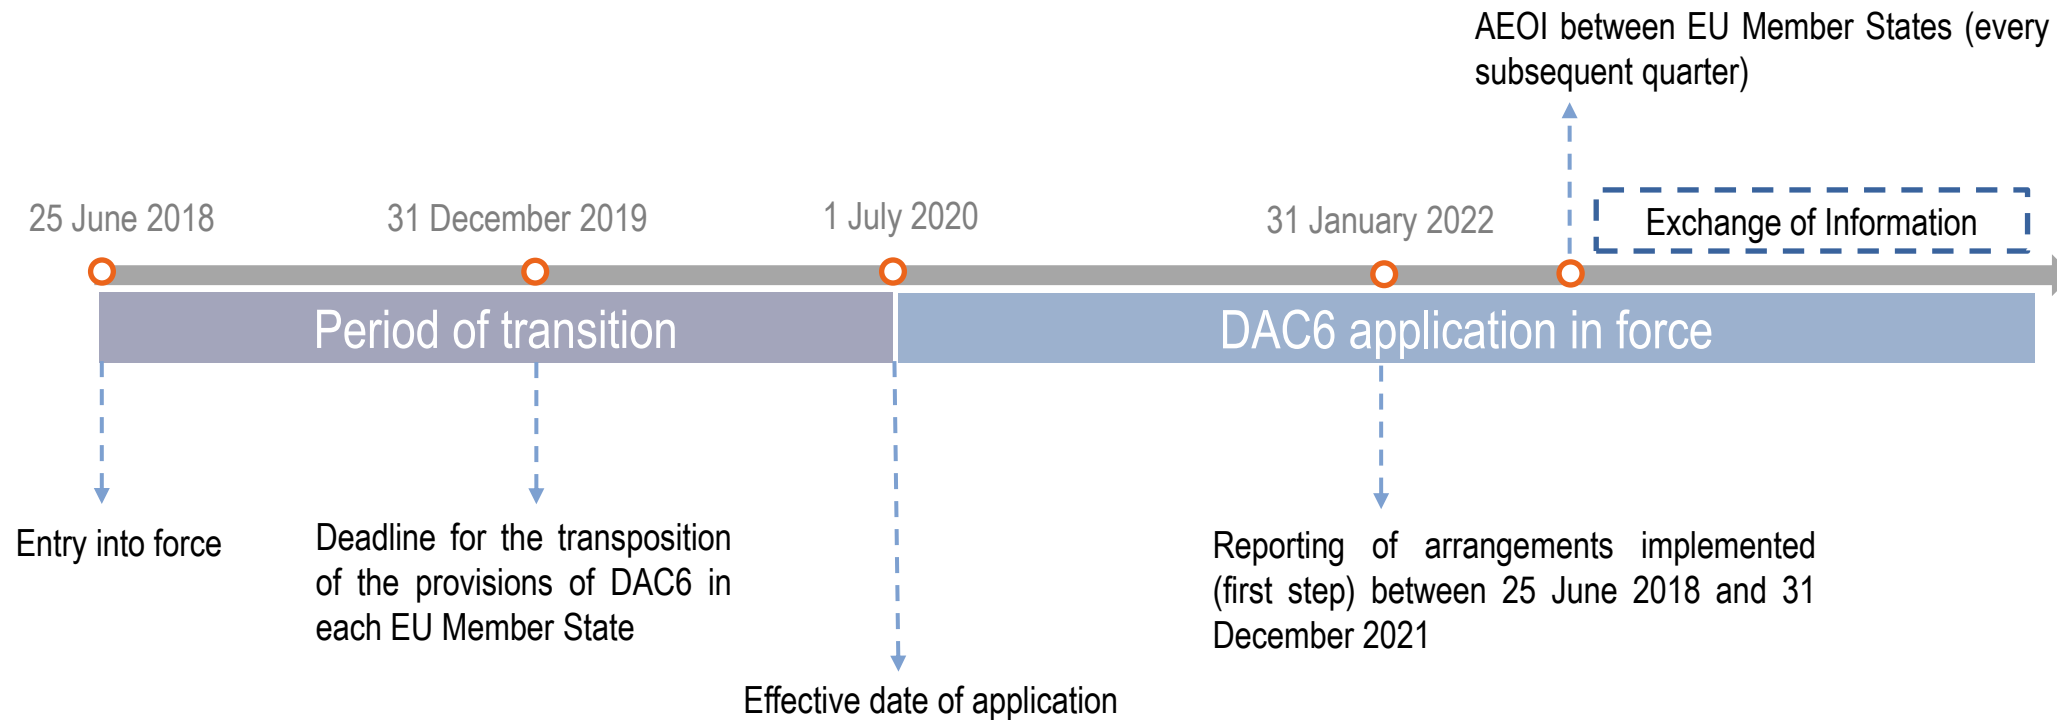 AEOI between EU Member States (every
subsequent quarter)
25 June 2018
31 December 2019
1 July 2020
31 January 2022
Exchange of Information
Period of transition
DAC6 application in force
Entry into force
Deadline for the transposition
of the provisions of DAC6 in
each EU Member State
Effective date of application
Reporting of arrangements implemented
(first step) between 25 June 2018 and 31
December 2021